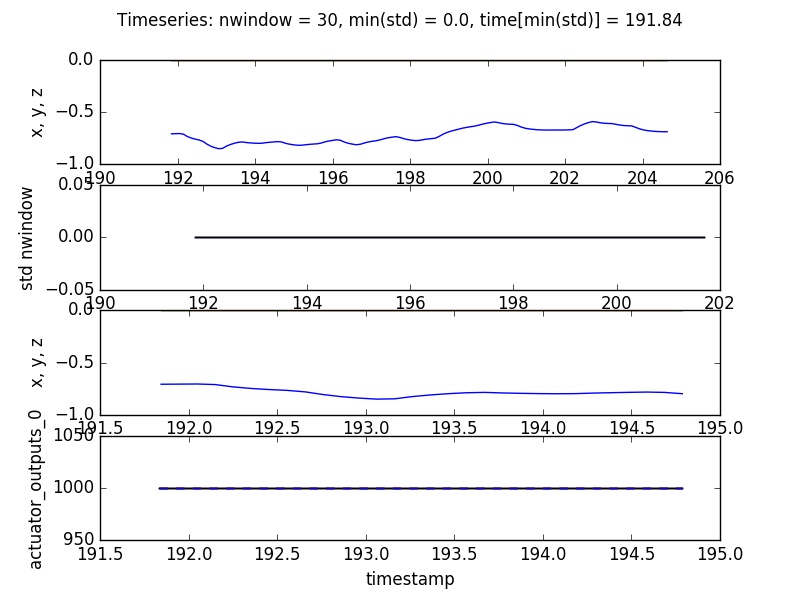 Timeseries: nwindow = 30, min(std) = 0.0, time[min(std)] = 191.84
x, y, z
0.0
−0.5
−1.0
190 192 194 196 198 200 202 204 206
std nwindow
0.05
0.00
−0.05
190 192 194 196 198 200 202
x, y, z
0.0
−0.5
−1.0
191.5 192.0 192.5 193.0 193.5 194.0 194.5 195.0
actuator_outputs_0
1050
1000
950
191.5 192.0 192.5 193.0 193.5 194.0 194.5 195.0
timestamp